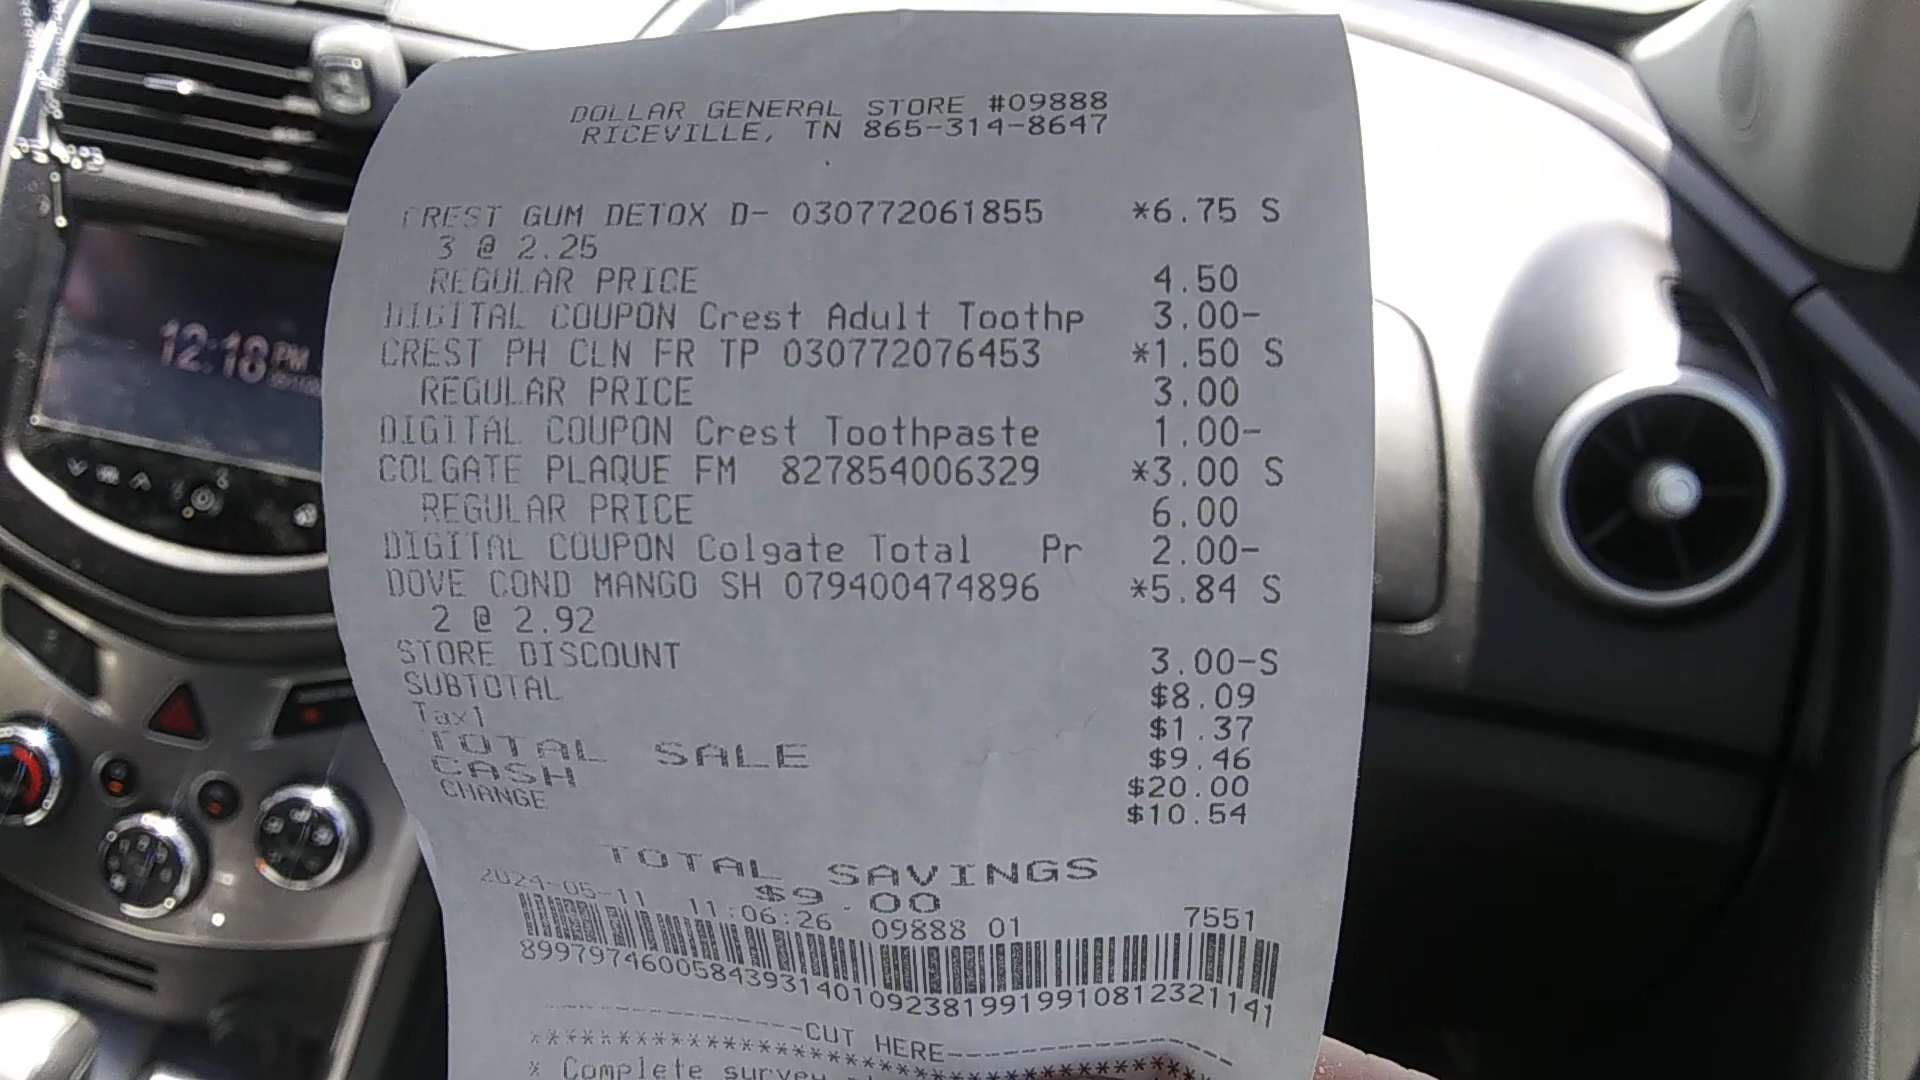 DOLLAR GENERAL STORE #09888
RICEVILLE, TN 865-314-8647
CREST GUM DETOX D- 030772061855 *6.75 S
3 @ 2.25
REGULAR PRICE 4.50
DIGITAL COUPON Crest Adult Toothp 3.00-
CREST PH CLN FR TP 030772076453 *1.50 S
REGULAR PRICE 3.00
DIGITAL COUPON Crest Toothpaste 1.00-
COLGATE PLAQUE FM 827854006329 *3.00 S
REGULAR PRICE 6.00
DIGITAL COUPON Colgate Total Pr 2.00-
DOVE COND MANGO SH 079400474896 *5.84 S
2 @ 2.92
STORE DISCOUNT 3.00-S
SUBTOTAL $8.09
Tax1 $1.37
TOTAL SALE $9.46
CASH $20.00
CHANGE $10.54
TOTAL SAVINGS
$9.00
2024-05-11 11:06:26 09888 01 7551
899797460058439314010923819919910812321141
--------------CUT HERE----------------
* Complete survey
12:18 PM